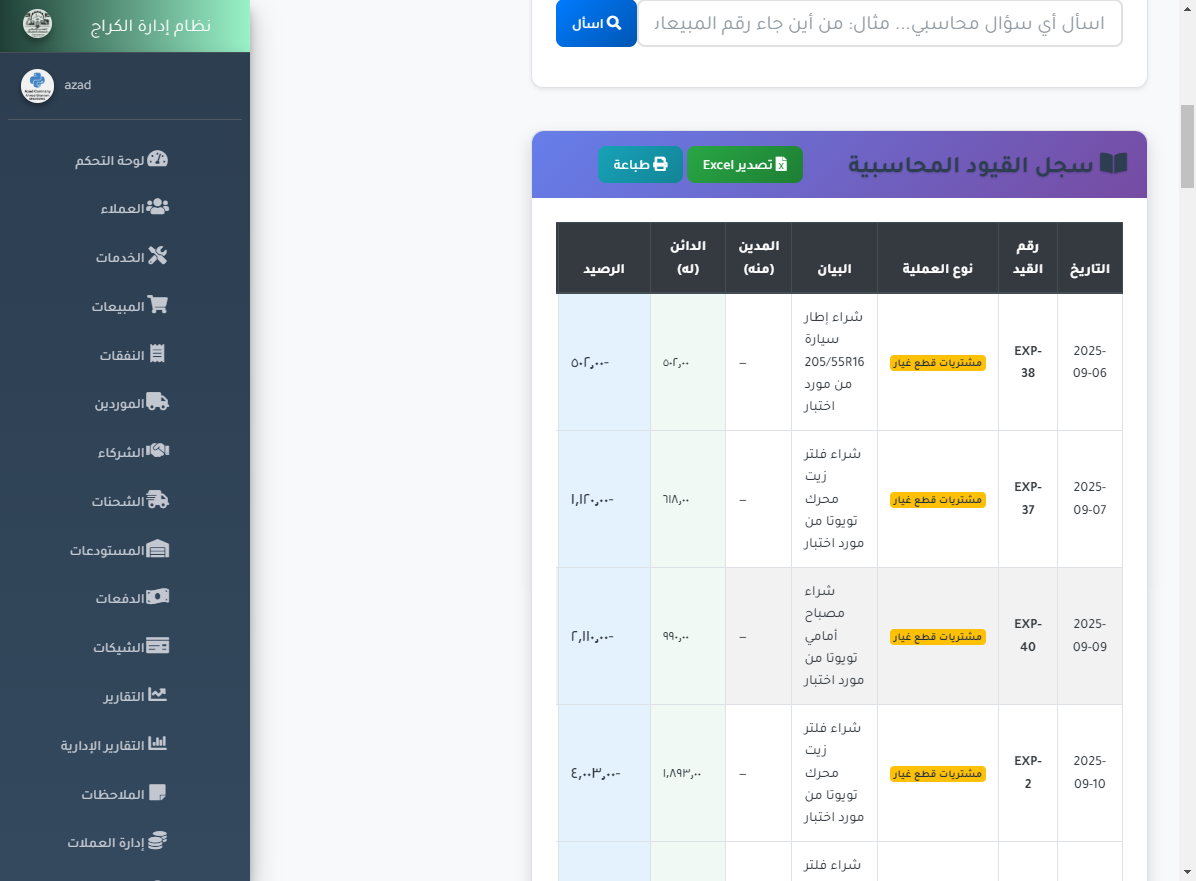 نظام إدارة الكراج
azad
لوحة التحكم
العملاء
الخدمات
المبيعات
النفقات
الموردين
الشركاء
الشحنات
المستودعات
الدفعات
الشيكات
التقارير
التقارير الإدارية
الملاحظات
إدارة العملات
اسأل أي سؤال محاسبي... مثال: من أين جاء رقم المبيعات
اسأل
سجل القيود المحاسبية
تصدير Excel
طباعة
التاريخ
رقم
القيد
نوع العملية
البيان
المدين
(منه)
الدائن
(له)
الرصيد
2025-
09-06
EXP-
38
مشتريات قطع غيار
شراء إطار
سيارة
205/55R16
من مورد
اختبار
–
٥٠٢٫٠٠
-٥٠٢٫٠٠
2025-
09-07
EXP-
37
مشتريات قطع غيار
شراء فلتر
زيت
محرك
تويوتا من
مورد اختبار
–
٦١٨٫٠٠
-١٬١٢٠٫٠٠
2025-
09-09
EXP-
40
مشتريات قطع غيار
شراء
مصباح
أمامي
تويوتا من
مورد اختبار
–
٩٩٠٫٠٠
-٢٬١١٠٫٠٠
2025-
09-10
EXP-
2
مشتريات قطع غيار
شراء فلتر
زيت
محرك
تويوتا من
مورد اختبار
–
١٬٨٩٣٫٠٠
-٤٬٠٠٣٫٠٠
شراء فلتر